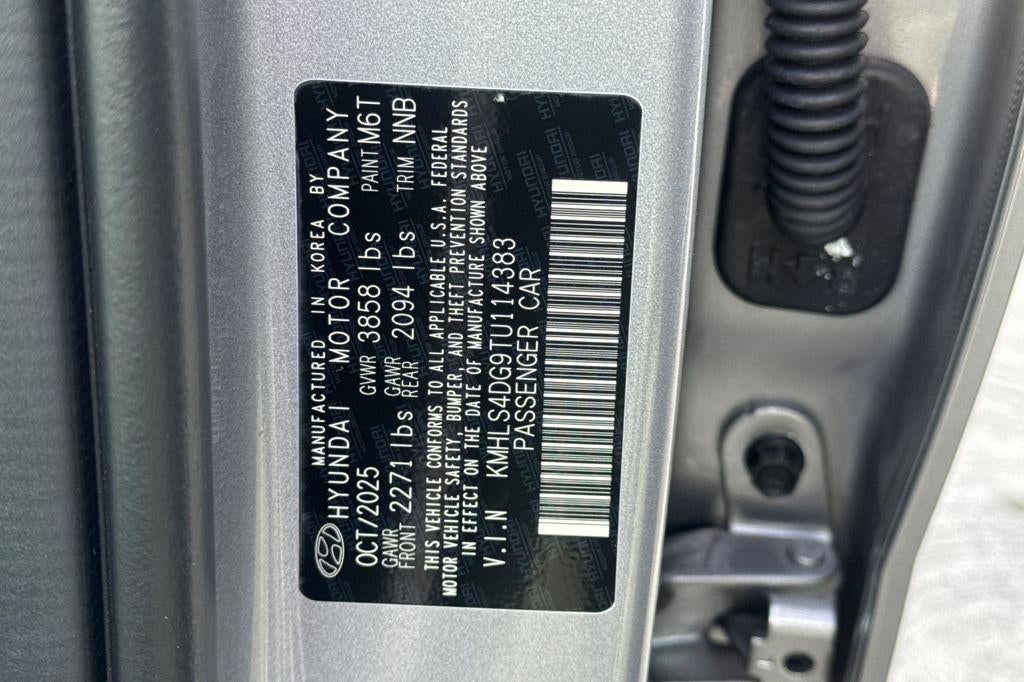 MANUFACTURED IN KOREA BY
HYUNDAI MOTOR COMPANY
OCT/2025 GVWR 3858 lbs PAINT M6T
GAWR FRONT 2271 lbs GAWR REAR 2094 lbs TRIM NNB
THIS VEHICLE CONFORMS TO ALL APPLICABLE U.S.A. FEDERAL
MOTOR VEHICLE SAFETY, BUMPER, AND THEFT PREVENTION STANDARDS
IN EFFECT ON THE DATE OF MANUFACTURE SHOWN ABOVE
V.I.N KMHLS4DG9TU114383
PASSENGER CAR